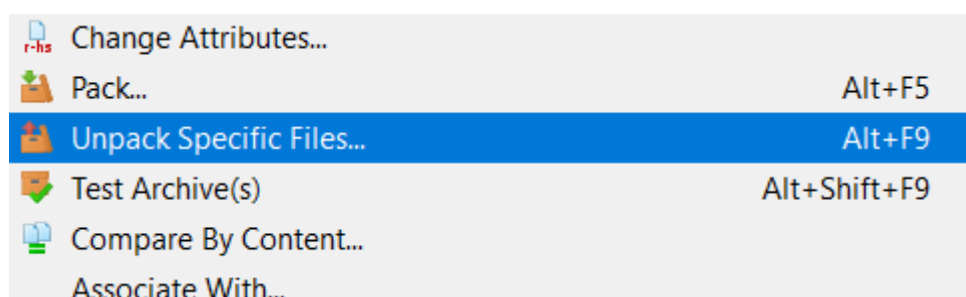 r-hs Change Attributes...
Pack... Alt+F5
Unpack Specific Files... Alt+F9
Test Archive(s) Alt+Shift+F9
Compare By Content...
Associate With...